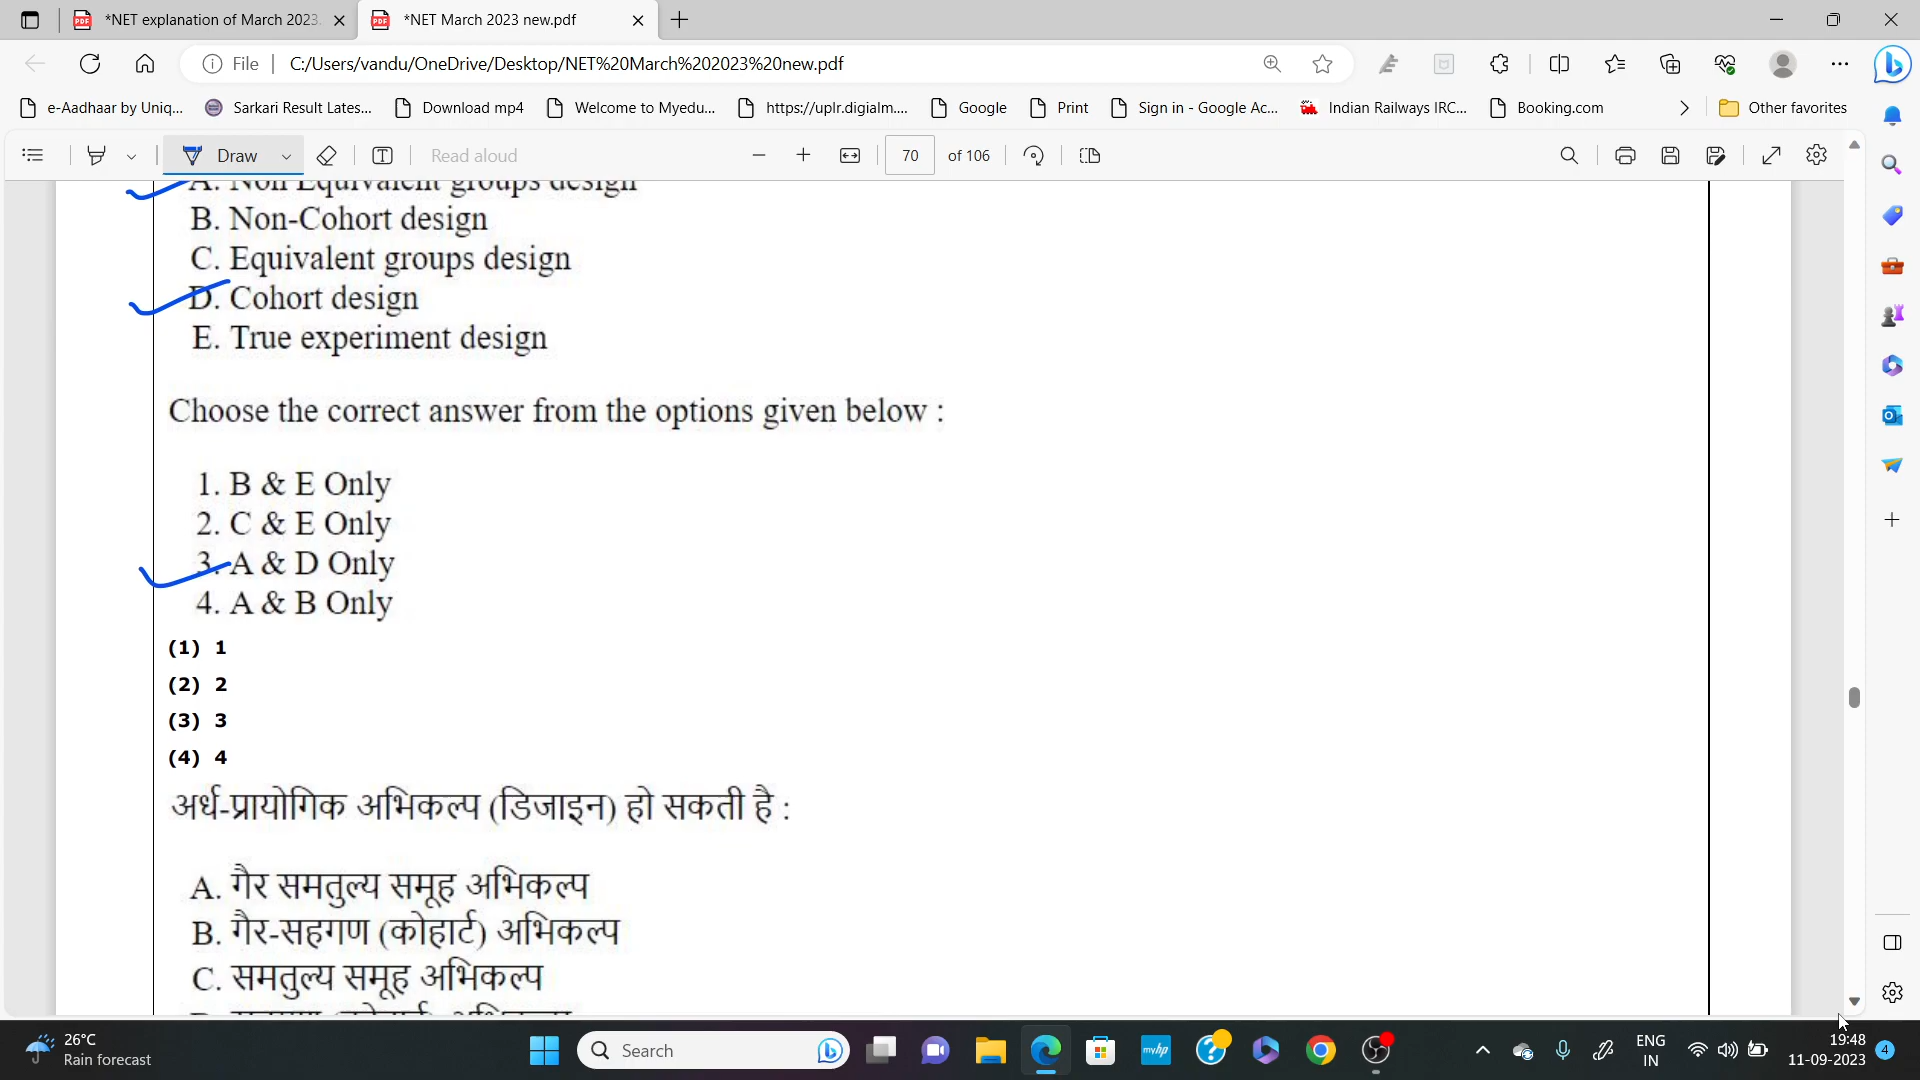 *NET explanation of March 2023.
*NET March 2023 new.pdf
File
C:/Users/vandu/OneDrive/Desktop/NET%20March%202023%20new.pdf
e-Aadhaar by Uniq...
Sarkari Result Lates...
Download mp4
Welcome to Myedu...
https://uplr.digialm....
Google
Print
Sign in - Google Ac...
Indian Railways IRC...
Booking.com
Other favorites
Draw
Read aloud
70 of 106
A. Non Equivalent groups design
B. Non-Cohort design
C. Equivalent groups design
D. Cohort design
E. True experiment design
Choose the correct answer from the options given below :
1. B & E Only
2. C & E Only
3. A & D Only
4. A & B Only
(1) 1
(2) 2
(3) 3
(4) 4
अर्ध-प्रायोगिक अभिकल्प (डिजाइन) हो सकती है :
A. गैर समतुल्य समूह अभिकल्प
B. गैर-सहगण (कोहार्ट) अभिकल्प
C. समतुल्य समूह अभिकल्प
26°C
Rain forecast
Search
myhp
ENG
IN
19:48
11-09-2023
4